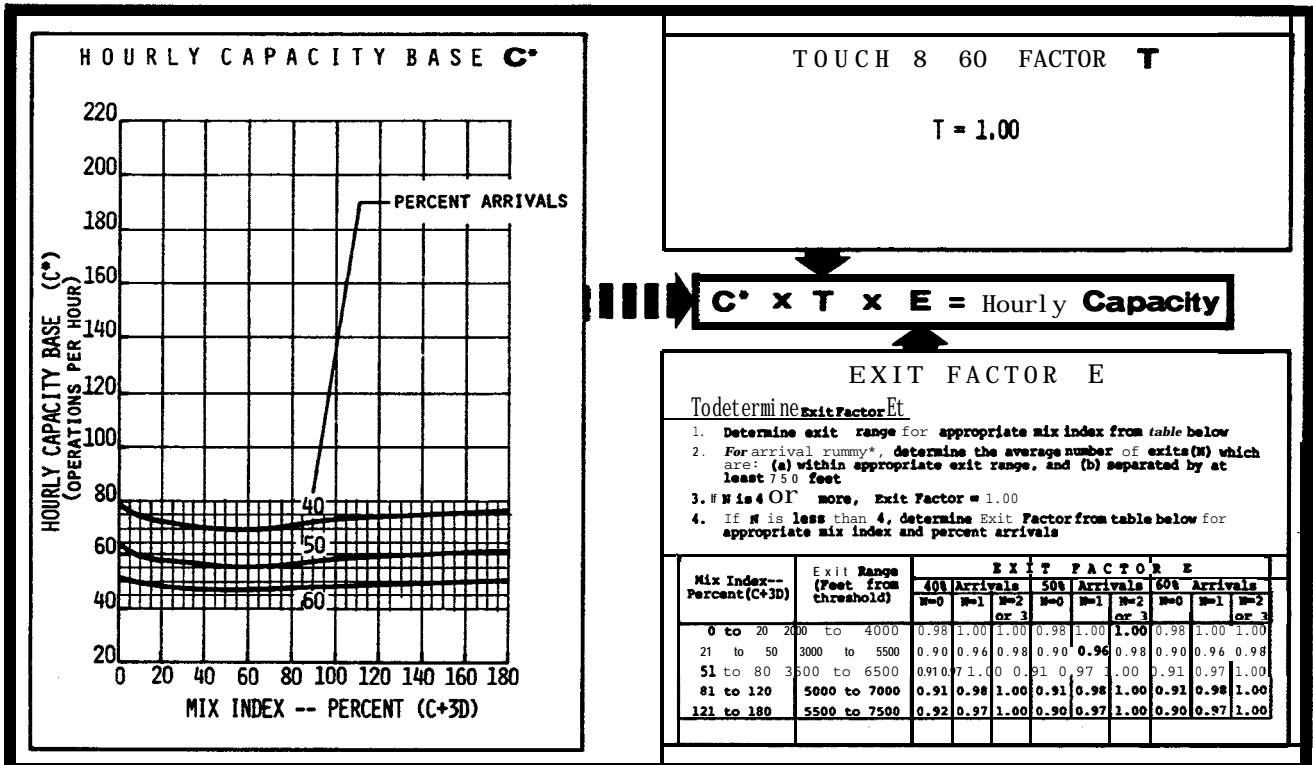 HOURLY CAPACITY BASE C*
220
200
180
160
140
120
100
80
60
40
20
HOURLY CAPACITY BASE (C*)
(OPERATIONS PER HOUR)
PERCENT ARRIVALS
40
50
60
0 20 40 60 80 100 120 140 160 180
MIX INDEX -- PERCENT (C+3D)
TOUCH 8 60 FACTOR T
T = 1.00
C* x T x E = Hourly Capacity
EXIT FACTOR E
To determine Exit Factor Et
1. Determine exit range for appropriate mix index from table below
2. For arrival rummy*, determine the average number of exits(N) which
are: (a) within appropriate exit range, and (b) separated by at
least 750 feet
3. If N is 4 Or more, Exit Factor = 1.00
4. If N is less than 4, determine Exit Factor from table below for
appropriate mix index and percent arrivals
Mix Index-- Percent(C+3D) Exit Range (Feet from threshold) EXIT FACTOR E
40% Arrivals 50% Arrivals 60% Arrivals
N=0 N=1 N=2 or 3 N=0 N=1 N=2 or 3 N=0 N=1 N=2 or 3
0 to 20 2000 to 4000 0.98 1.00 1.00 0.98 1.00 1.00 0.98 1.00 1.00
21 to 50 3000 to 5500 0.90 0.96 0.98 0.90 0.96 0.98 0.90 0.96 0.98
51 to 80 3500 to 6500 0.91 0.97 1.00 0.91 0.97 1.00 0.91 0.97 1.00
81 to 120 5000 to 7000 0.91 0.98 1.00 0.91 0.98 1.00 0.91 0.98 1.00
121 to 180 5500 to 7500 0.92 0.97 1.00 0.90 0.97 1.00 0.90 0.97 1.00